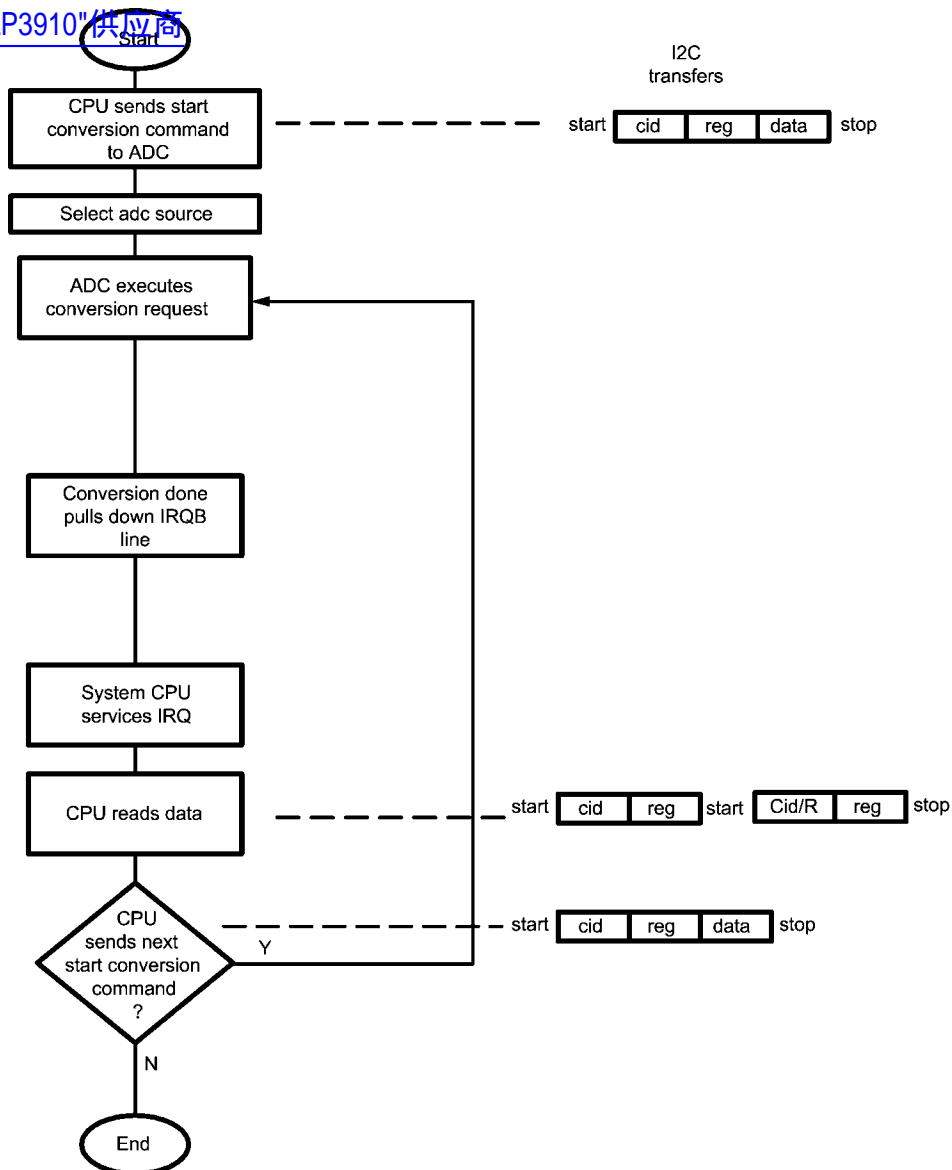 P3910"供应商
Start
I2C
transfers
CPU sends start
conversion command
to ADC
start cid reg data stop
Select adc source
ADC executes
conversion request
Conversion done
pulls down IRQB
line
System CPU
services IRQ
CPU reads data
start cid reg start Cid/R reg stop
CPU
sends next
start conversion
command
?
start cid reg data stop
Y
N
End